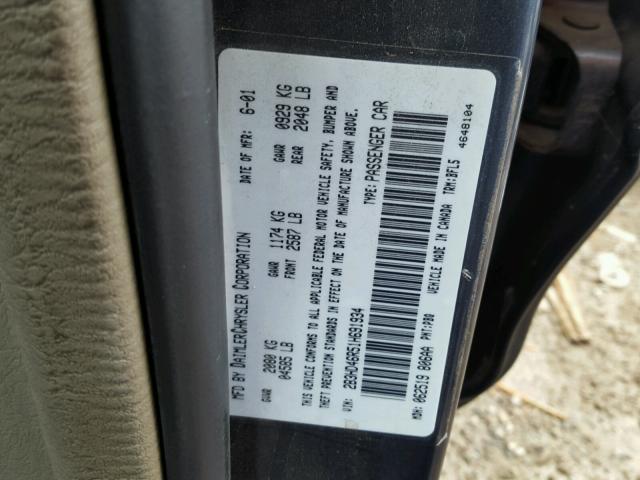 MFD BY DAIMLERCHRYSLER CORPORATION DATE OF MFR: 6-01
GVWR 2080 KG 04585 LB GAWR FRONT 1174 KG 2587 LB GAWR REAR 0929 KG 2048 LB
THIS VEHICLE CONFORMS TO ALL APPLICABLE FEDERAL MOTOR VEHICLE SAFETY, BUMPER AND
THEFT PREVENTION STANDARDS IN EFFECT ON THE DATE OF MANUFACTURE SHOWN ABOVE.
VIN: 2B3HD46R51H691934 TYPE: PASSENGER CAR
MDH: 062519 806AA PNT: PB8 VEHICLE MADE IN CANADA TRM: BFL5
4648104